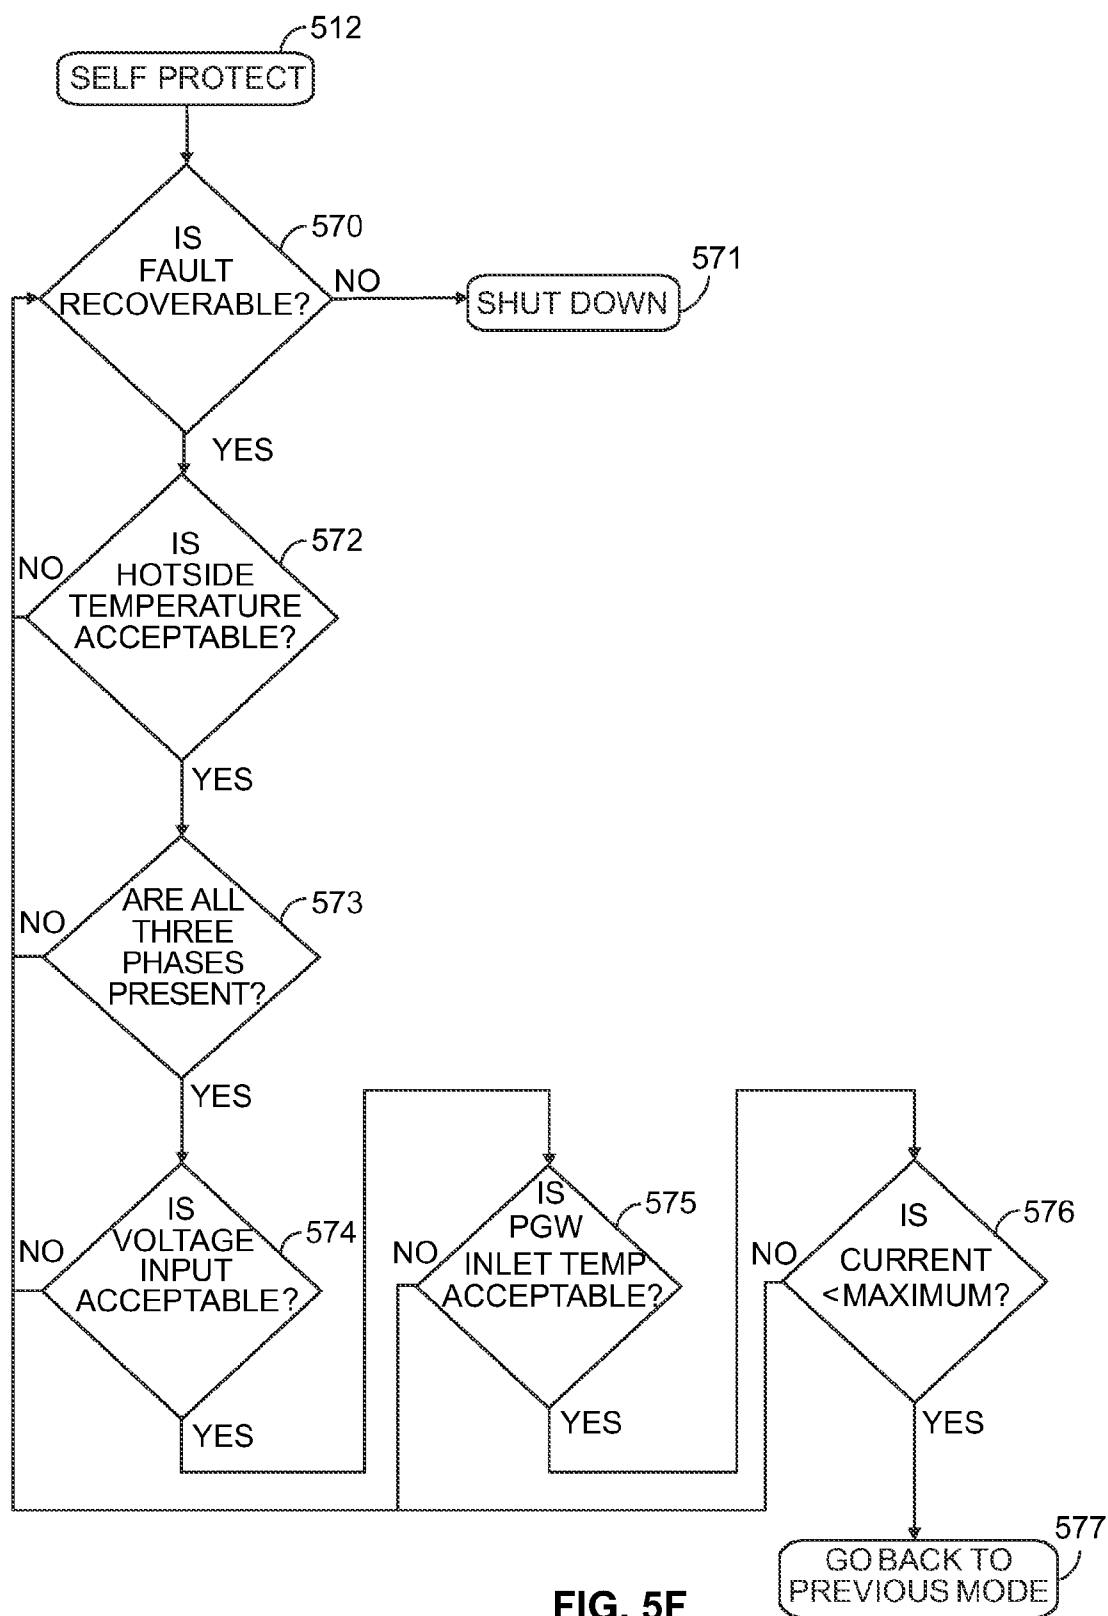 512
SELF PROTECT
570
IS
FAULT
RECOVERABLE?
NO
571
SHUT DOWN
YES
572
IS
HOTSIDE
TEMPERATURE
ACCEPTABLE?
NO
YES
573
ARE ALL
THREE
PHASES
PRESENT?
NO
YES
574
IS
VOLTAGE
INPUT
ACCEPTABLE?
NO
YES
575
IS
PGW
INLET TEMP
ACCEPTABLE?
NO
YES
576
IS
CURRENT
<MAXIMUM?
NO
YES
577
GO BACK TO
PREVIOUS MODE
FIG. 5F